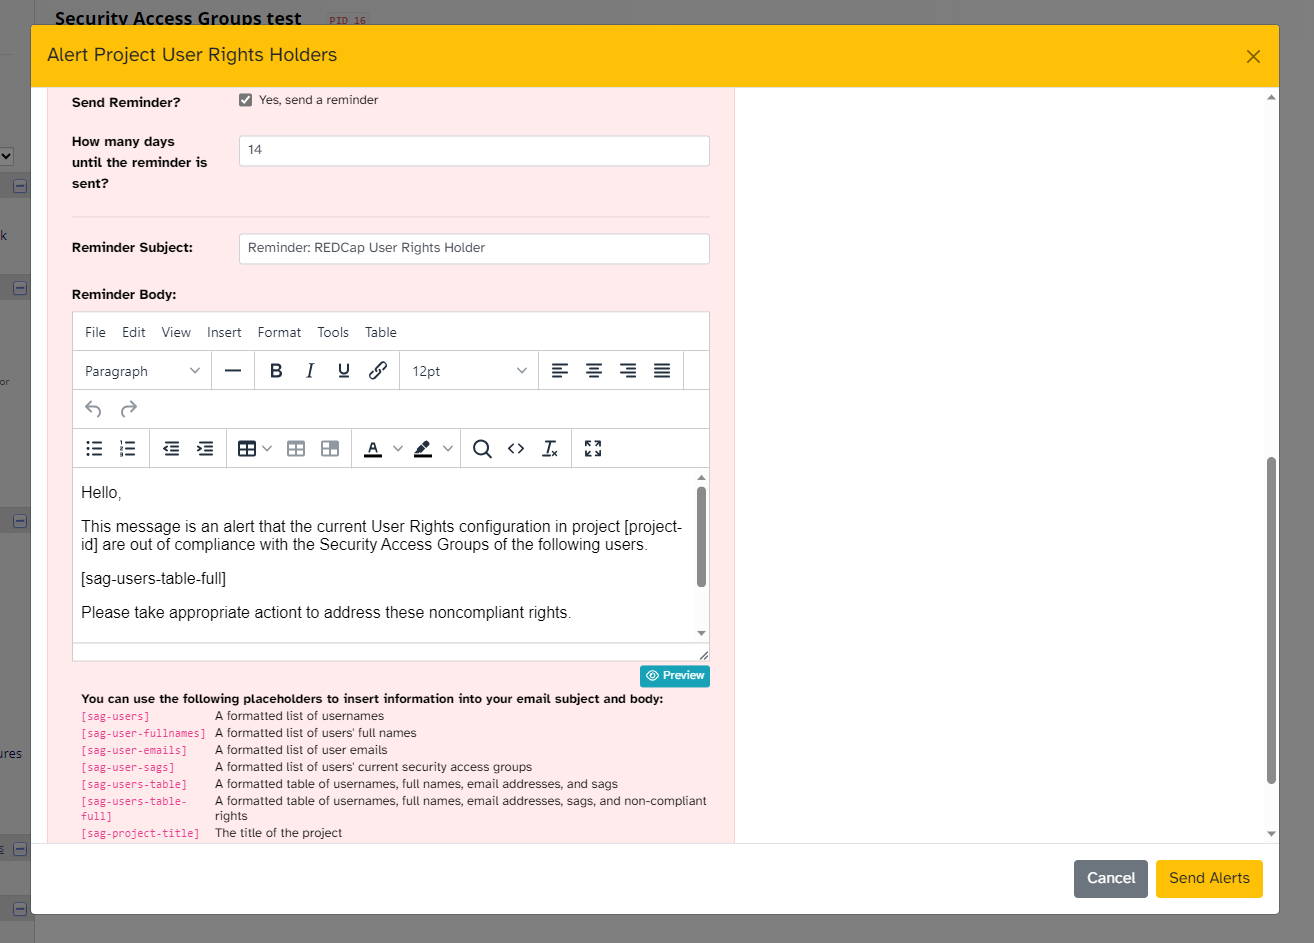 Security Access Groups test PID 16
Alert Project User Rights Holders
Send Reminder? Yes, send a reminder
How many days
until the reminder is
sent?
14
Reminder Subject: Reminder: REDCap User Rights Holder
Reminder Body:
File Edit View Insert Format Tools Table
Paragraph B I U 12pt
A
Hello,
This message is an alert that the current User Rights configuration in project [project-
id] are out of compliance with the Security Access Groups of the following users.
[sag-users-table-full]
Please take appropriate actiont to address these noncompliant rights.
Preview
You can use the following placeholders to insert information into your email subject and body:
[sag-users] A formatted list of usernames
[sag-user-fullnames] A formatted list of users' full names
[sag-user-emails] A formatted list of user emails
[sag-user-sags] A formatted list of users' current security access groups
[sag-users-table] A formatted table of usernames, full names, email addresses, and sags
[sag-users-table- A formatted table of usernames, full names, email addresses, sags, and non-compliant
full] rights
[sag-project-title] The title of the project
Cancel Send Alerts
k
or
ures
s